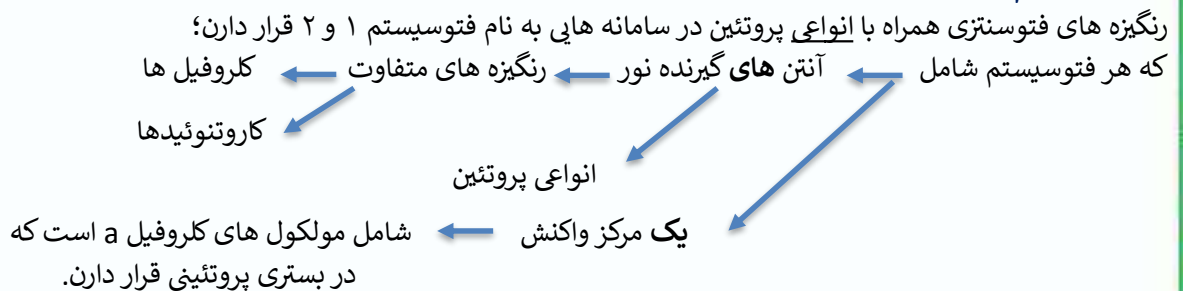 رنگیزه های فتوسنتزی همراه با انواعی پروتئین در سامانه هایی به نام فتوسیستم ۱ و ۲ قرار دارن؛
که هر فتوسیستم شامل آنتن های گیرنده نور رنگیزه های متفاوت کلروفیل ها
کاروتنوئیدها
انواعی پروتئین
یک مرکز واکنش شامل مولکول های کلروفیل a است که
در بستری پروتئینی قرار دارن.